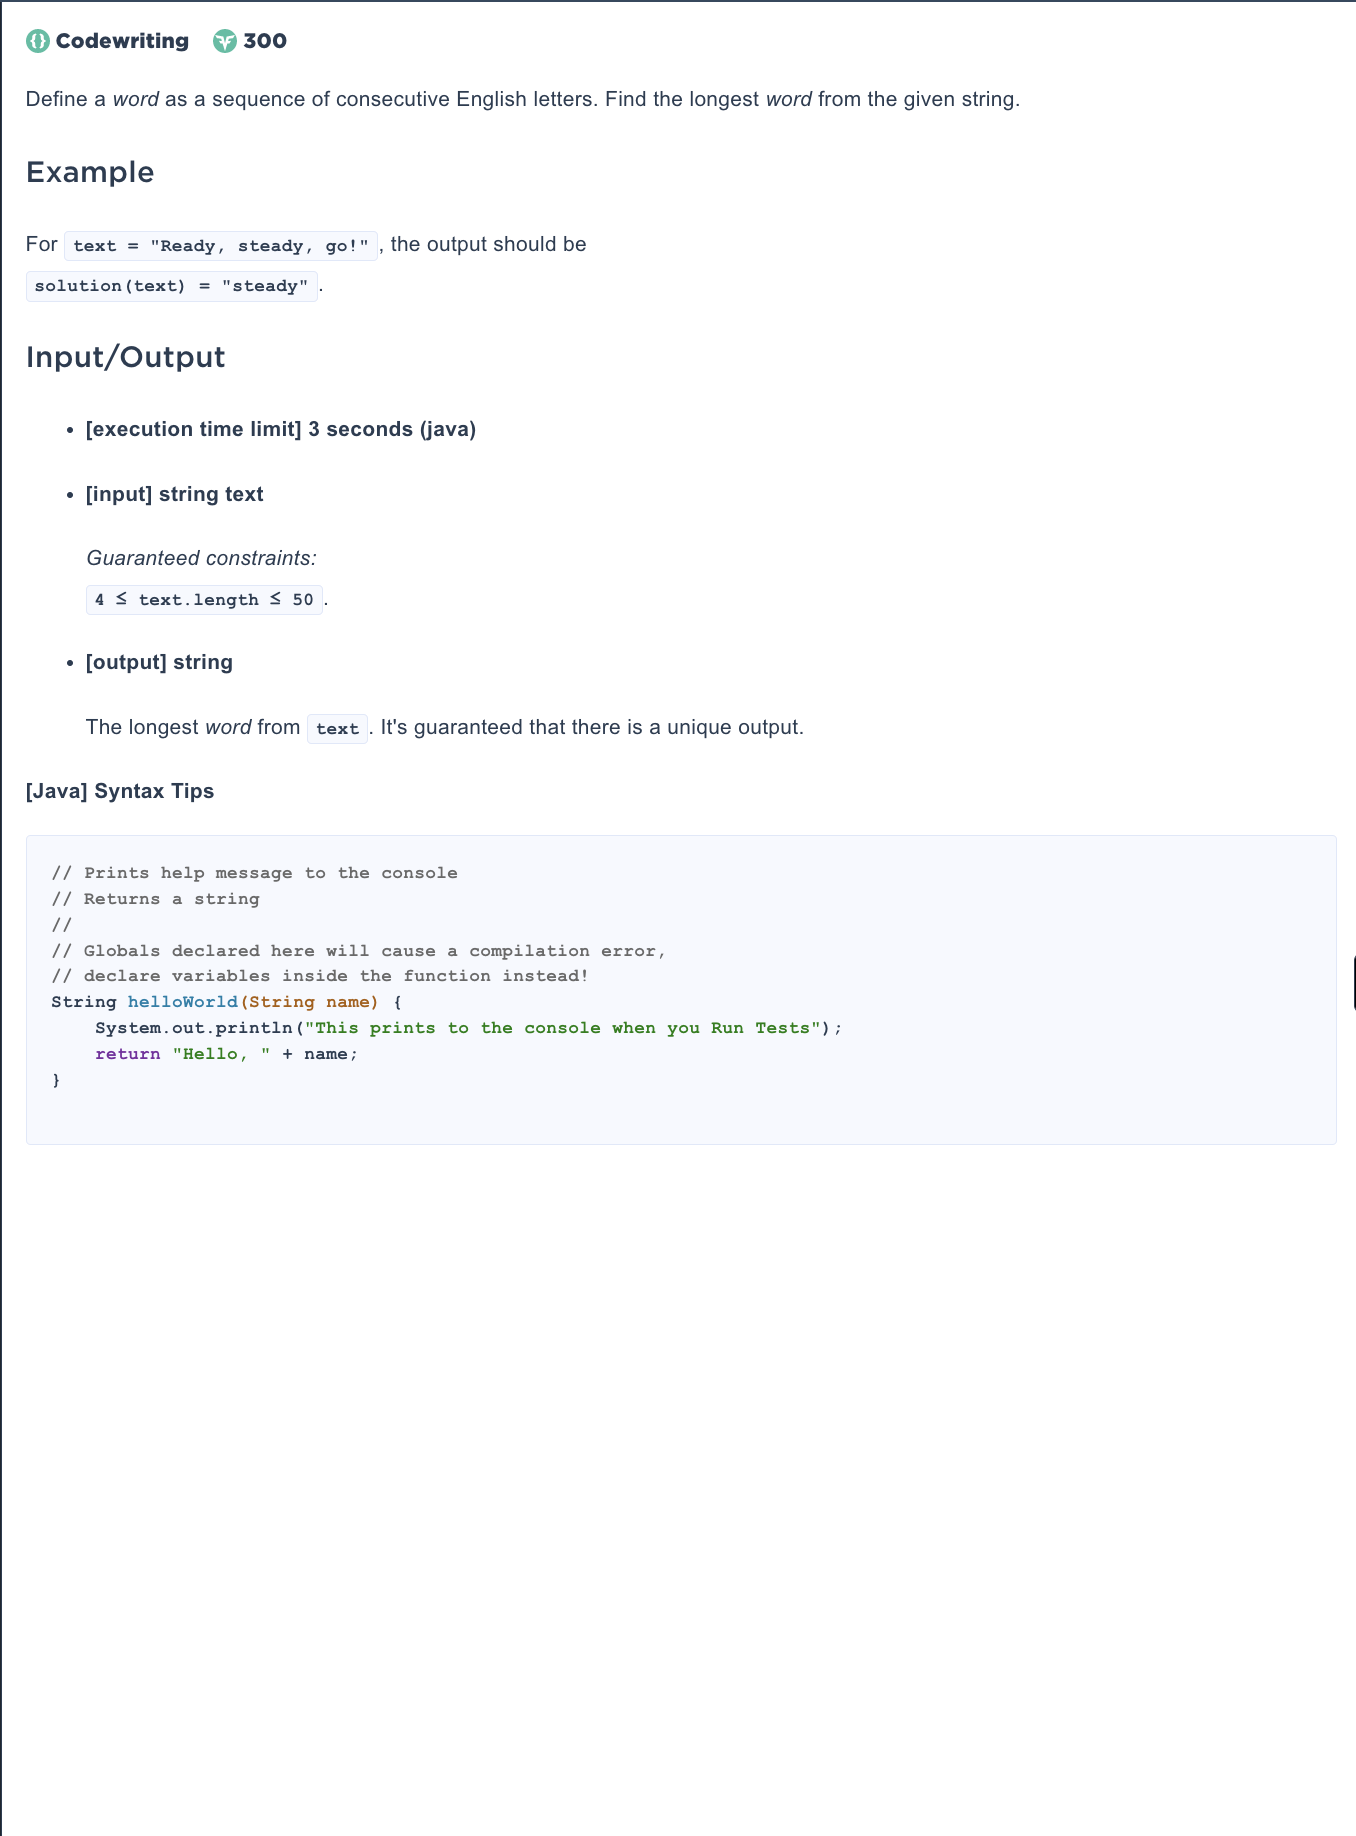 Codewriting 300
Define a word as a sequence of consecutive English letters. Find the longest word from the given string.
Example
For text = "Ready, steady, go!", the output should be
solution(text) = "steady".
Input/Output
• [execution time limit] 3 seconds (java)
• [input] string text
Guaranteed constraints:
4 ≤ text.length ≤ 50.
• [output] string
The longest word from text. It's guaranteed that there is a unique output.
[Java] Syntax Tips
// Prints help message to the console
// Returns a string
//
// Globals declared here will cause a compilation error,
// declare variables inside the function instead!
String helloWorld(String name) {
    System.out.println("This prints to the console when you Run Tests");
    return "Hello, " + name;
}